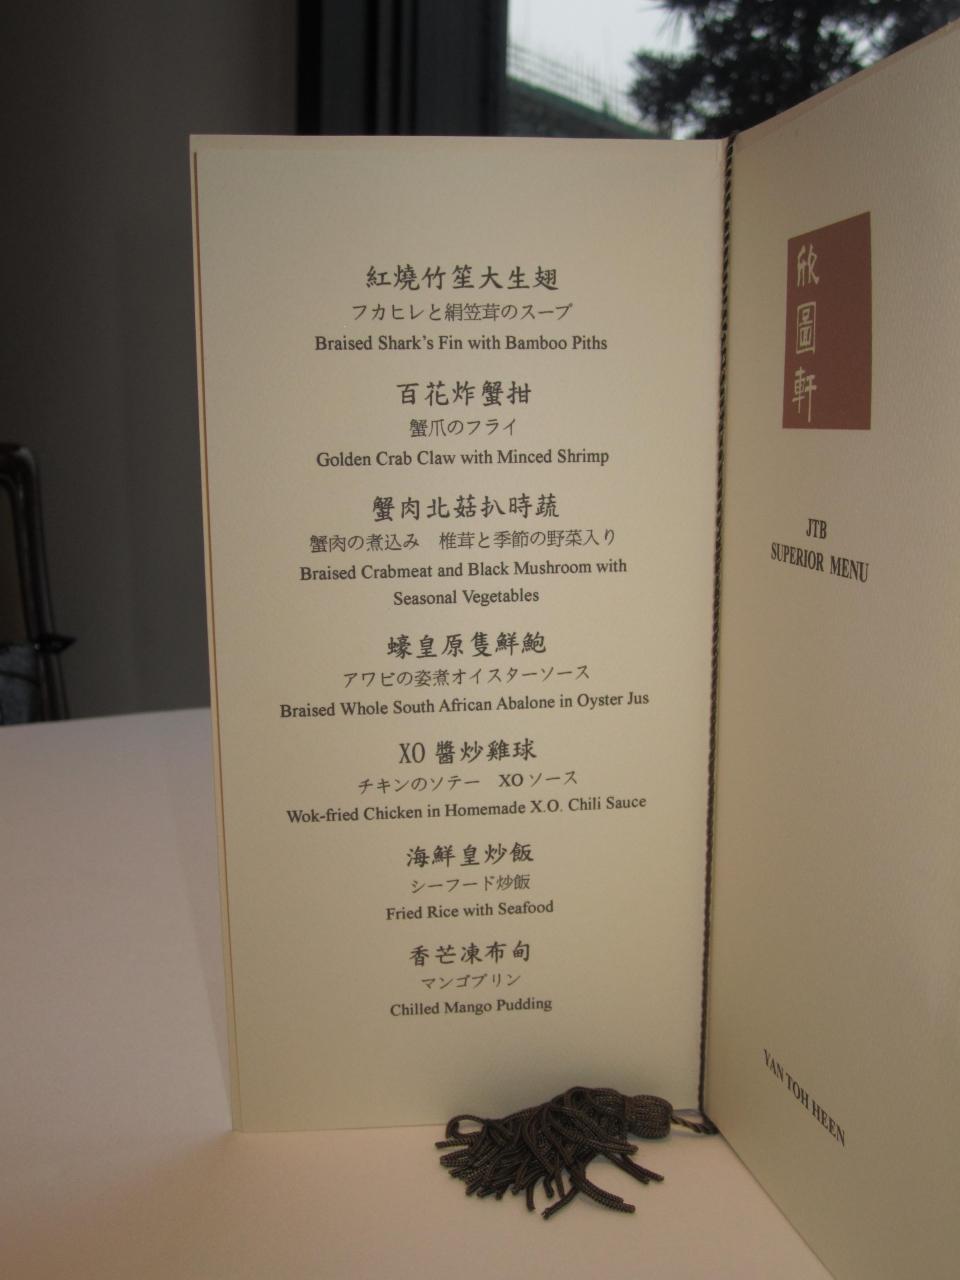 紅燒竹笙大生翅
フカヒレと絹笠茸のスープ
Braised Shark's Fin with Bamboo Piths
百花炸蟹拑
蟹爪のフライ
Golden Crab Claw with Minced Shrimp
蟹肉北菇扒時蔬
蟹肉の煮込み　椎茸と季節の野菜入り
Braised Crabmeat and Black Mushroom with
Seasonal Vegetables
蠔皇原隻鮮鮑
アワビの姿煮オイスターソース
Braised Whole South African Abalone in Oyster Jus
XO 醬炒雞球
チキンのソテー　XO ソース
Wok-fried Chicken in Homemade X.O. Chili Sauce
海鮮皇炒飯
シーフード炒飯
Fried Rice with Seafood
香芒凍布甸
マンゴプリン
Chilled Mango Pudding
欣圖軒
JTB
SUPERIOR MENU
YAN TOH HEEN